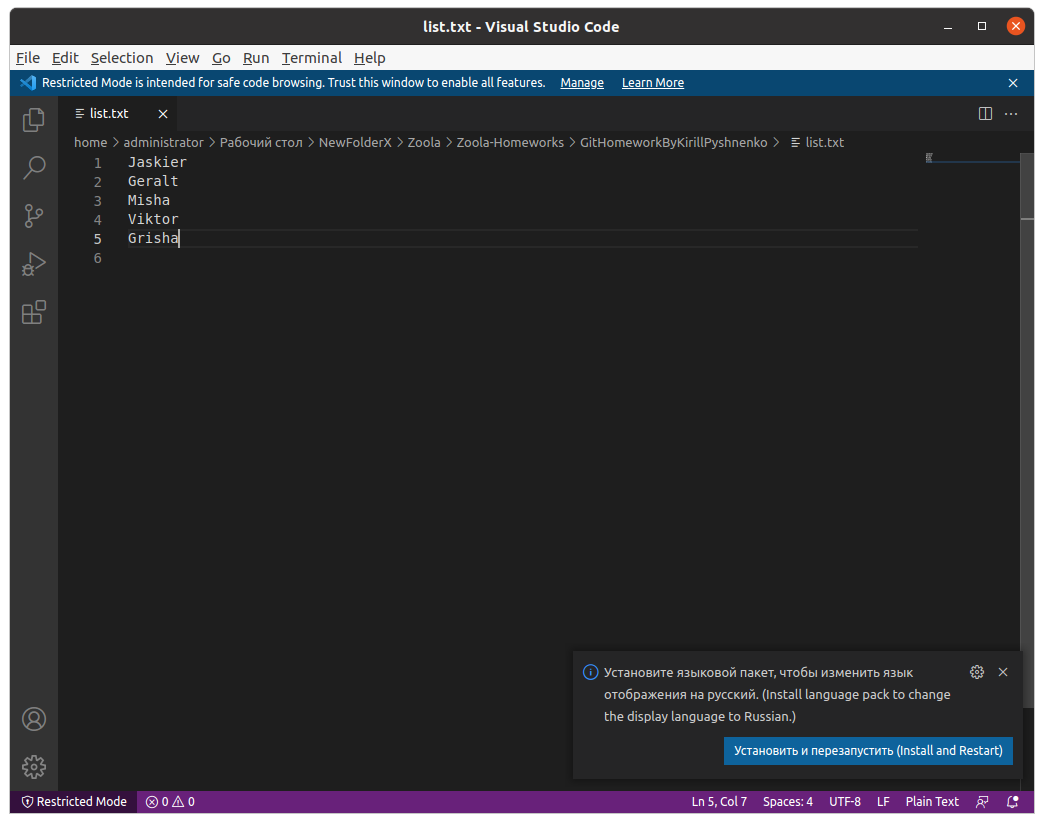 list.txt - Visual Studio Code
File Edit Selection View Go Run Terminal Help
Restricted Mode is intended for safe code browsing. Trust this window to enable all features. Manage Learn More
list.txt
home > administrator > Рабочий стол > NewFolderX > Zoola > Zoola-Homeworks > GitHomeworkByKirillPyshnenko > list.txt
1 Jaskier
2 Geralt
3 Misha
4 Viktor
5 Grisha
6
Установите языковой пакет, чтобы изменить язык
отображения на русский. (Install language pack to change
the display language to Russian.)
Установить и перезапустить (Install and Restart)
Restricted Mode 0 0 Ln 5, Col 7 Spaces: 4 UTF-8 LF Plain Text